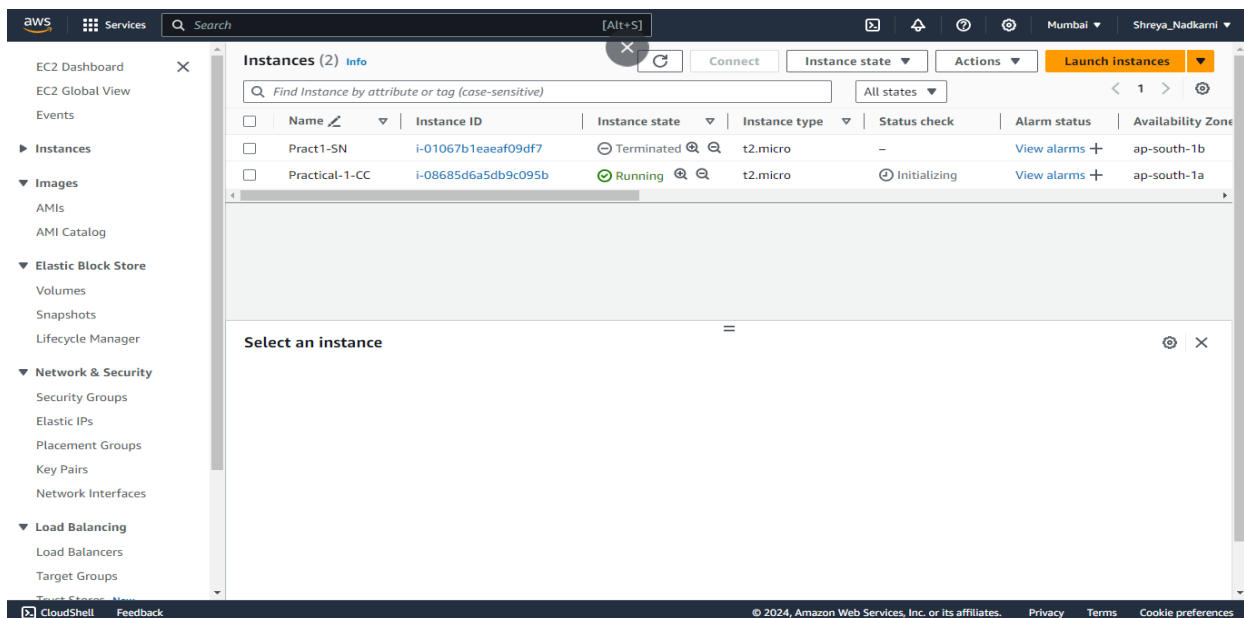 aws Services Search [Alt+S] Mumbai Shreya_Nadkarni
EC2 Dashboard
EC2 Global View
Events
Instances
Images
AMIs
AMI Catalog
Elastic Block Store
Volumes
Snapshots
Lifecycle Manager
Network & Security
Security Groups
Elastic IPs
Placement Groups
Key Pairs
Network Interfaces
Load Balancing
Load Balancers
Target Groups
Trust Stores New
Instances (2) Info Connect Instance state Actions Launch instances
Find Instance by attribute or tag (case-sensitive) All states 1
Name Instance ID Instance state Instance type Status check Alarm status Availability Zone
Pract1-SN i-01067b1eaeaf09df7 Terminated t2.micro – View alarms + ap-south-1b
Practical-1-CC i-08685d6a5db9c095b Running t2.micro Initializing View alarms + ap-south-1a
Select an instance
CloudShell Feedback © 2024, Amazon Web Services, Inc. or its affiliates. Privacy Terms Cookie preferences